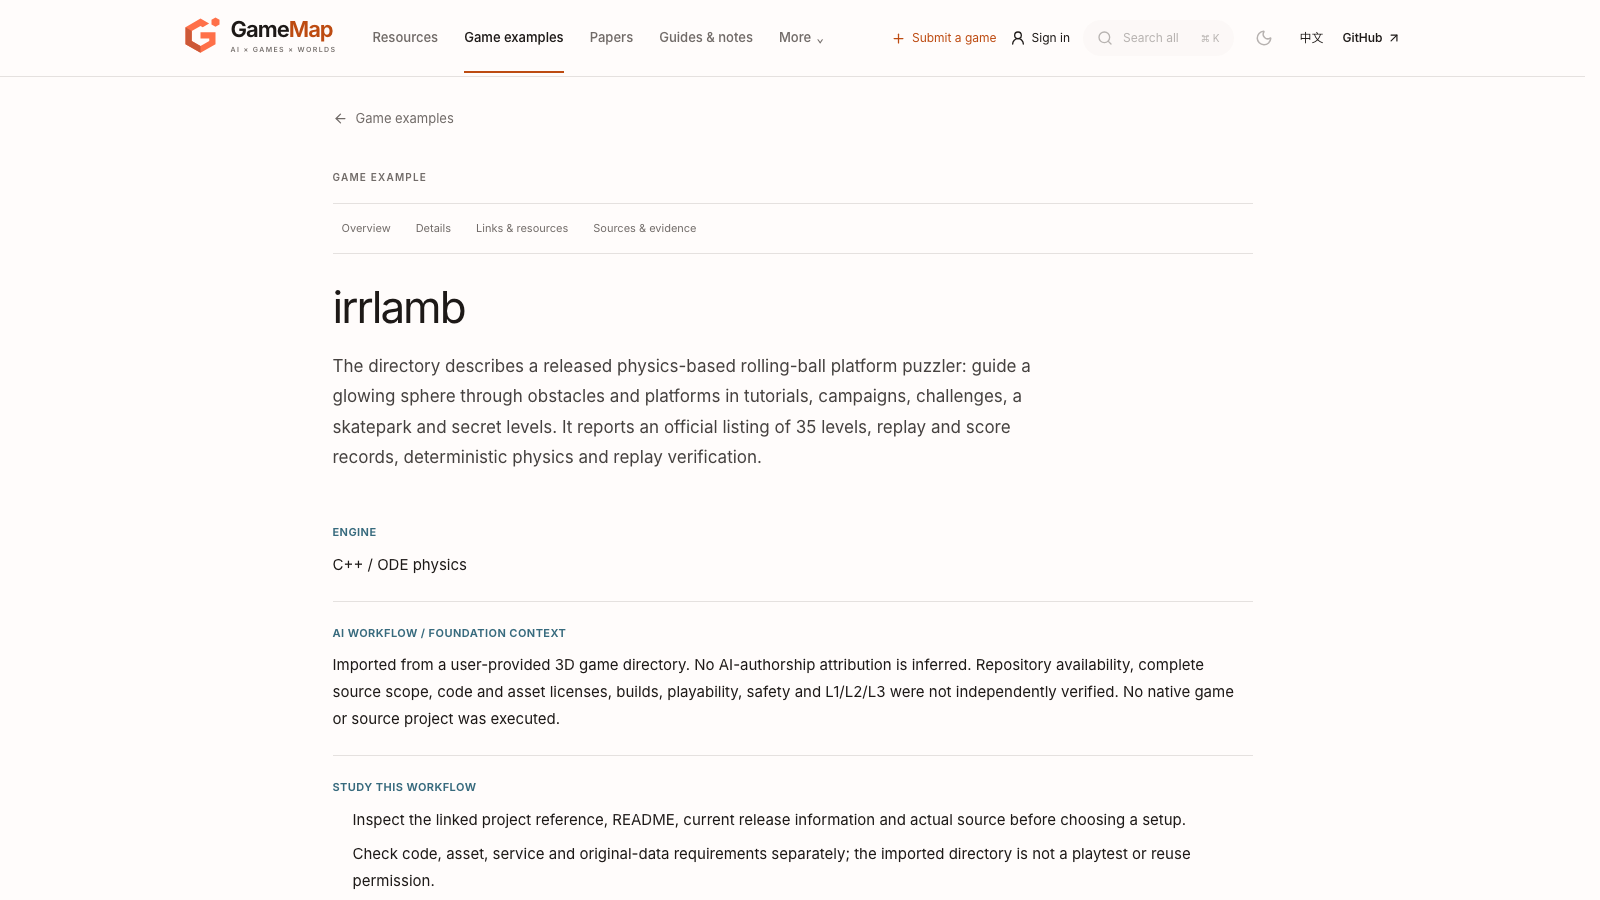 GameMap
AI × GAMES × WORLDS
Resources
Game examples
Papers
Guides & notes
More
Submit a game
Sign in
Search all
⌘ K
中文
GitHub
Game examples
GAME EXAMPLE
Overview
Details
Links & resources
Sources & evidence
irrlamb
The directory describes a released physics-based rolling-ball platform puzzler: guide a
glowing sphere through obstacles and platforms in tutorials, campaigns, challenges, a
skatepark and secret levels. It reports an official listing of 35 levels, replay and score
records, deterministic physics and replay verification.
ENGINE
C++ / ODE physics
AI WORKFLOW / FOUNDATION CONTEXT
Imported from a user-provided 3D game directory. No AI-authorship attribution is inferred. Repository availability, complete
source scope, code and asset licenses, builds, playability, safety and L1/L2/L3 were not independently verified. No native game
or source project was executed.
STUDY THIS WORKFLOW
Inspect the linked project reference, README, current release information and actual source before choosing a setup.
Check code, asset, service and original-data requirements separately; the imported directory is not a playtest or reuse
permission.